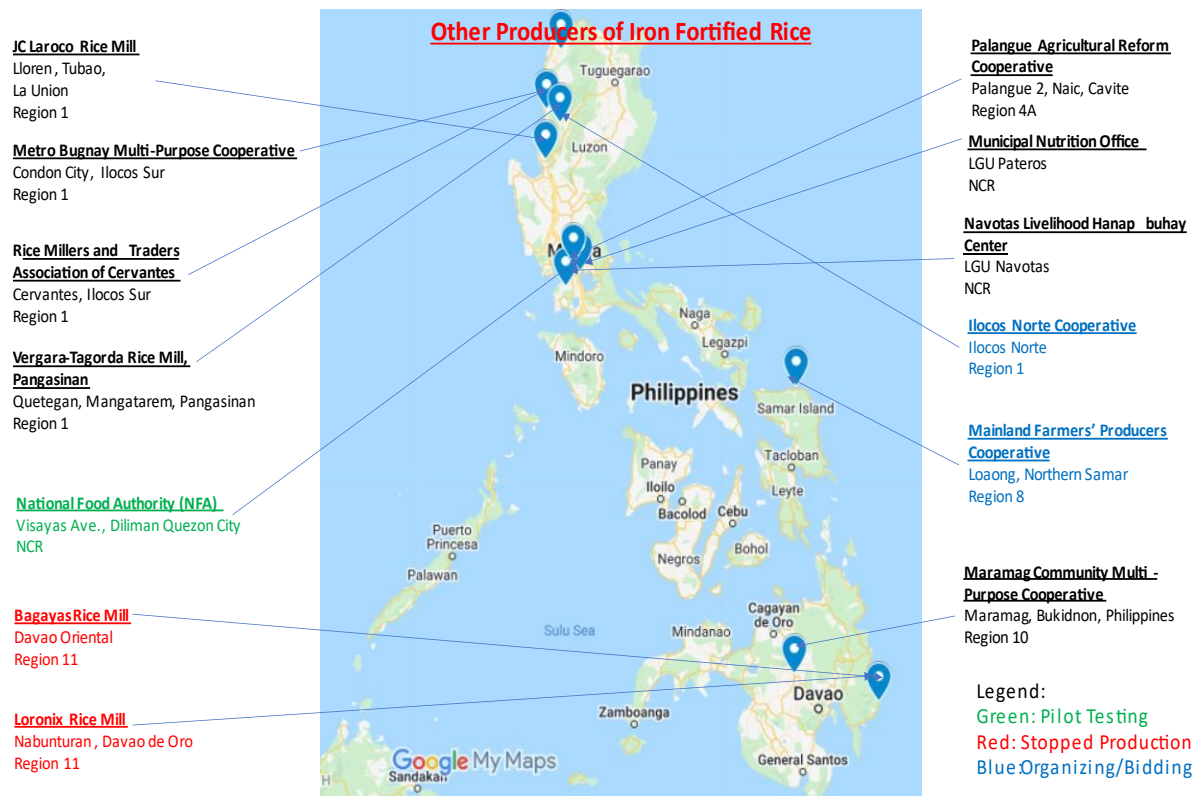 Other Producers of Iron Fortified Rice
JC Laroco Rice Mill
Lloren , Tubao,
La Union
Region 1
Metro Bugnay Multi-Purpose Cooperative
Condon City, Ilocos Sur
Region 1
Rice Millers and Traders
Association of Cervantes
Cervantes, Ilocos Sur
Region 1
Vergara-Tagorda Rice Mill,
Pangasinan
Quetegan, Mangatarem, Pangasinan
Region 1
National Food Authority (NFA)
Visayas Ave., Diliman Quezon City
NCR
Bagayas Rice Mill
Davao Oriental
Region 11
Loronix Rice Mill
Nabunturan , Davao de Oro
Region 11
Tuguegarao
Luzon
Naga
Legazpi
Mindoro
Philippines
Samar Island
Panay
Tacloban
Iloilo
Leyte
Bacolod
Cebu
Puerto
Princesa
Negros
Bohol
Palawan
Cagayan
de Oro
Sulu Sea
Mindanao
Davao
Zamboanga
General Santos
Google My Maps
Sandakan
Palangue Agricultural Reform
Cooperative
Palangue 2, Naic, Cavite
Region 4A
Municipal Nutrition Office
LGU Pateros
NCR
Navotas Livelihood Hanap buhay
Center
LGU Navotas
NCR
Ilocos Norte Cooperative
Ilocos Norte
Region 1
Mainland Farmers' Producers
Cooperative
Loaong, Northern Samar
Region 8
Maramag Community Multi -
Purpose Cooperative
Maramag, Bukidnon, Philippines
Region 10
Legend:
Green: Pilot Testing
Red: Stopped Production
Blue:Organizing/Bidding